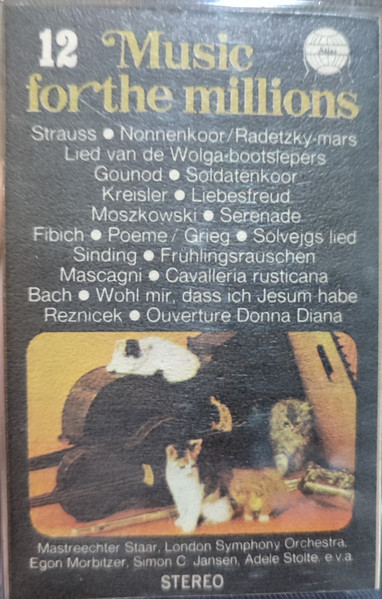 12 Music
for the millions
Strauss ● Nonnenkoor/Radetzky-mars
Lied van de Wolga-bootslepers
Gounod ● Soldatenkoor
Kreisler ● Liebesfreud
Moszkowski ● Serenade
Fibich ● Poeme / Grieg ● Solvejgs lied
Sinding ● Frühlingsrauschen
Mascagni ● Cavalleria rusticana
Bach ● Wohl mir, dass ich Jesum habe
Reznicek ● Ouverture Donna Diana
Mastreechter Staar, London Symphony Orchestra,
Egon Morbitzer, Simon C. Jansen, Adele Stolte, e.v.a.
STEREO